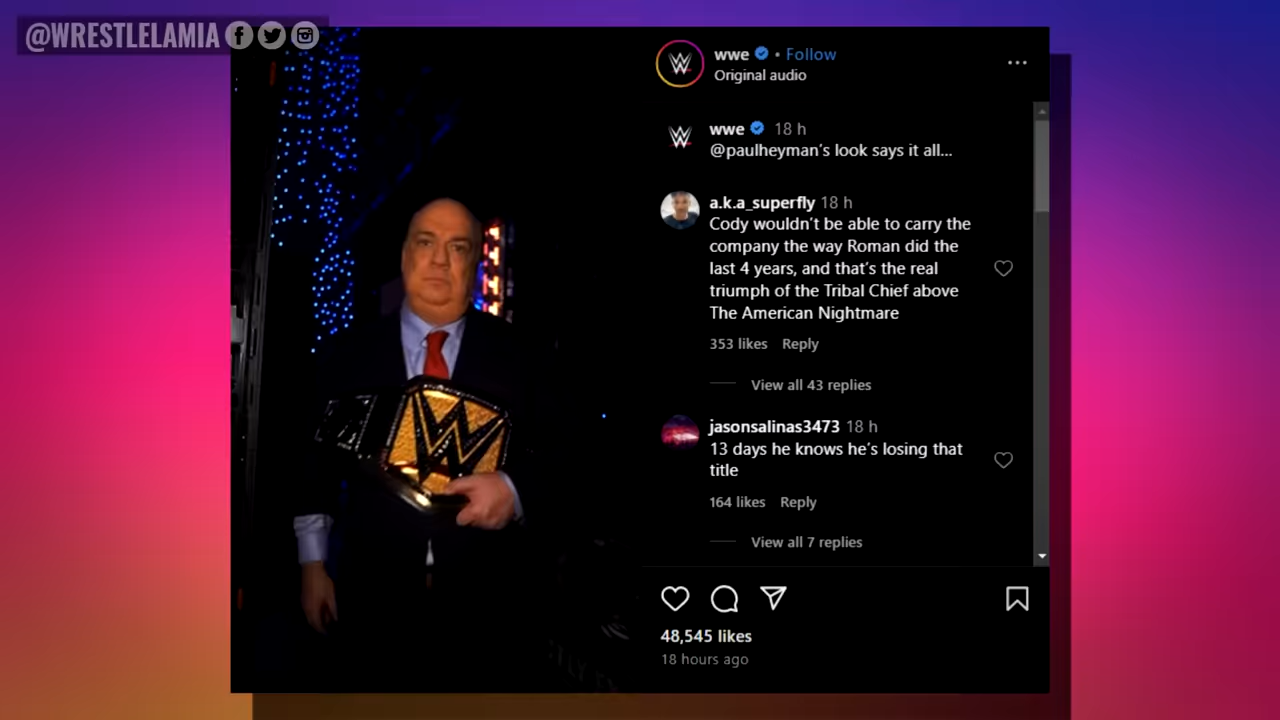 @WRESTLELAMIA
wwe • Follow
Original audio
wwe 18 h
@paulheyman's look says it all...
a.k.a_superfly 18 h
Cody wouldn't be able to carry the
company the way Roman did the
last 4 years, and that's the real
triumph of the Tribal Chief above
The American Nightmare
353 likes Reply
View all 43 replies
jasonsalinas3473 18 h
13 days he knows he's losing that
title
164 likes Reply
View all 7 replies
48,545 likes
18 hours ago